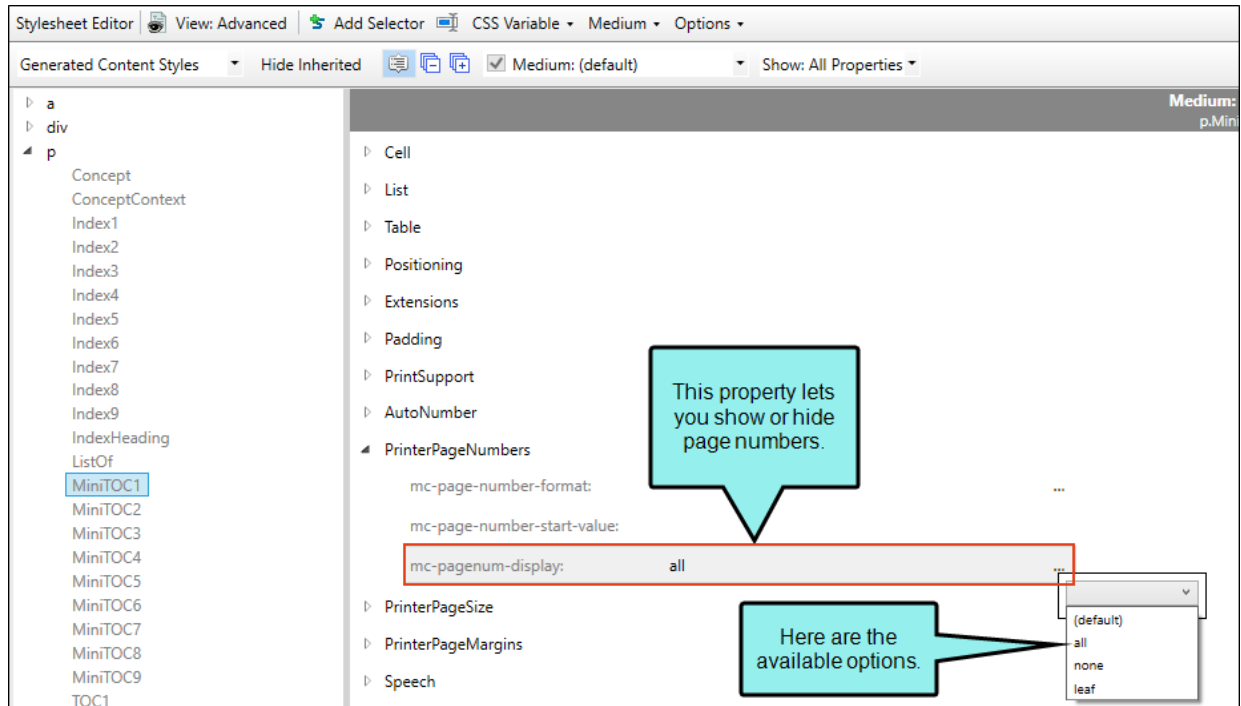 Stylesheet Editor View: Advanced Add Selector CSS Variable Medium Options
Generated Content Styles Hide Inherited Medium: (default) Show: All Properties
a
div
p
Concept
ConceptContext
Index1
Index2
Index3
Index4
Index5
Index6
Index7
Index8
Index9
IndexHeading
ListOf
MiniTOC1
MiniTOC2
MiniTOC3
MiniTOC4
MiniTOC5
MiniTOC6
MiniTOC7
MiniTOC8
MiniTOC9
TOC1
Medium:
p.Mini
Cell
List
Table
Positioning
Extensions
Padding
PrintSupport
AutoNumber
PrinterPageNumbers
mc-page-number-format: ...
mc-page-number-start-value:
mc-pagenum-display: all ...
PrinterPageSize
PrinterPageMargins
Speech
This property lets
you show or hide
page numbers.
Here are the
available options.
(default)
all
none
leaf